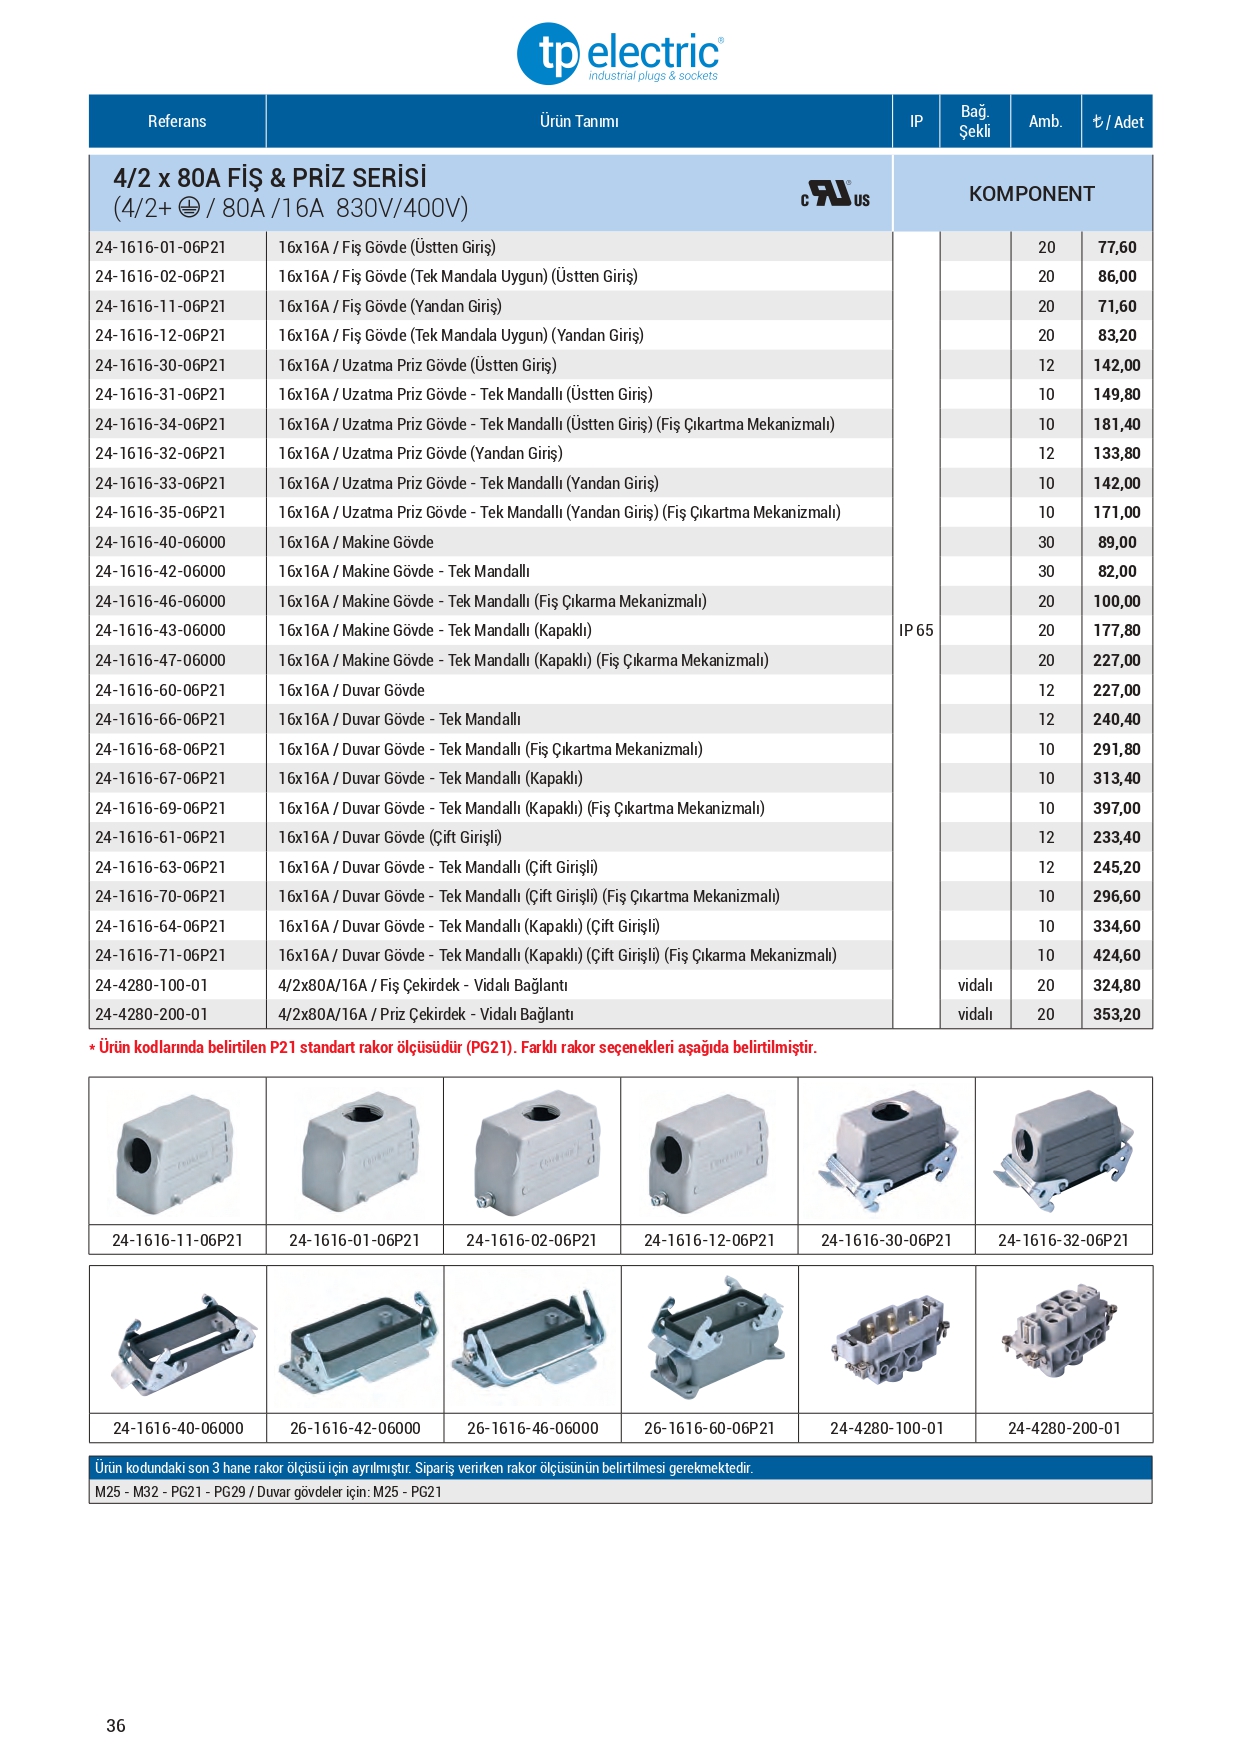 tp electric®
industrial plugs & sockets
Referans Ürün Tanımı IP Bağ. Şekli Amb. ₺ / Adet
4/2 x 80A FİŞ & PRİZ SERİSİ
(4/2+ / 80A /16A 830V/400V)
c RU® US
KOMPONENT
24-1616-01-06P21 16x16A / Fiş Gövde (Üstten Giriş) 20 77,60
24-1616-02-06P21 16x16A / Fiş Gövde (Tek Mandala Uygun) (Üstten Giriş) 20 86,00
24-1616-11-06P21 16x16A / Fiş Gövde (Yandan Giriş) 20 71,60
24-1616-12-06P21 16x16A / Fiş Gövde (Tek Mandala Uygun) (Yandan Giriş) 20 83,20
24-1616-30-06P21 16x16A / Uzatma Priz Gövde (Üstten Giriş) 12 142,00
24-1616-31-06P21 16x16A / Uzatma Priz Gövde - Tek Mandallı (Üstten Giriş) 10 149,80
24-1616-34-06P21 16x16A / Uzatma Priz Gövde - Tek Mandallı (Üstten Giriş) (Fiş Çıkartma Mekanizmalı) 10 181,40
24-1616-32-06P21 16x16A / Uzatma Priz Gövde (Yandan Giriş) 12 133,80
24-1616-33-06P21 16x16A / Uzatma Priz Gövde - Tek Mandallı (Yandan Giriş) 10 142,00
24-1616-35-06P21 16x16A / Uzatma Priz Gövde - Tek Mandallı (Yandan Giriş) (Fiş Çıkartma Mekanizmalı) 10 171,00
24-1616-40-06000 16x16A / Makine Gövde 30 89,00
24-1616-42-06000 16x16A / Makine Gövde - Tek Mandallı 30 82,00
24-1616-46-06000 16x16A / Makine Gövde - Tek Mandallı (Fiş Çıkarma Mekanizmalı) 20 100,00
24-1616-43-06000 16x16A / Makine Gövde - Tek Mandallı (Kapaklı) IP 65 20 177,80
24-1616-47-06000 16x16A / Makine Gövde - Tek Mandallı (Kapaklı) (Fiş Çıkarma Mekanizmalı) 20 227,00
24-1616-60-06P21 16x16A / Duvar Gövde 12 227,00
24-1616-66-06P21 16x16A / Duvar Gövde - Tek Mandallı 12 240,40
24-1616-68-06P21 16x16A / Duvar Gövde - Tek Mandallı (Fiş Çıkartma Mekanizmalı) 10 291,80
24-1616-67-06P21 16x16A / Duvar Gövde - Tek Mandallı (Kapaklı) 10 313,40
24-1616-69-06P21 16x16A / Duvar Gövde - Tek Mandallı (Kapaklı) (Fiş Çıkartma Mekanizmalı) 10 397,00
24-1616-61-06P21 16x16A / Duvar Gövde (Çift Girişli) 12 233,40
24-1616-63-06P21 16x16A / Duvar Gövde - Tek Mandallı (Çift Girişli) 12 245,20
24-1616-70-06P21 16x16A / Duvar Gövde - Tek Mandallı (Çift Girişli) (Fiş Çıkartma Mekanizmalı) 10 296,60
24-1616-64-06P21 16x16A / Duvar Gövde - Tek Mandallı (Kapaklı) (Çift Girişli) 10 334,60
24-1616-71-06P21 16x16A / Duvar Gövde - Tek Mandallı (Kapaklı) (Çift Girişli) (Fiş Çıkarma Mekanizmalı) 10 424,60
24-4280-100-01 4/2x80A/16A / Fiş Çekirdek - Vidalı Bağlantı vidalı 20 324,80
24-4280-200-01 4/2x80A/16A / Priz Çekirdek - Vidalı Bağlantı vidalı 20 353,20
* Ürün kodlarında belirtilen P21 standart rakor ölçüsüdür (PG21). Farklı rakor seçenekleri aşağıda belirtilmiştir.
24-1616-11-06P21 24-1616-01-06P21 24-1616-02-06P21 24-1616-12-06P21 24-1616-30-06P21 24-1616-32-06P21
24-1616-40-06000 26-1616-42-06000 26-1616-46-06000 26-1616-60-06P21 24-4280-100-01 24-4280-200-01
Ürün kodundaki son 3 hane rakor ölçüsü için ayrılmıştır. Sipariş verirken rakor ölçüsünün belirtilmesi gerekmektedir.
M25 - M32 - PG21 - PG29 / Duvar gövdeler için: M25 - PG21
36